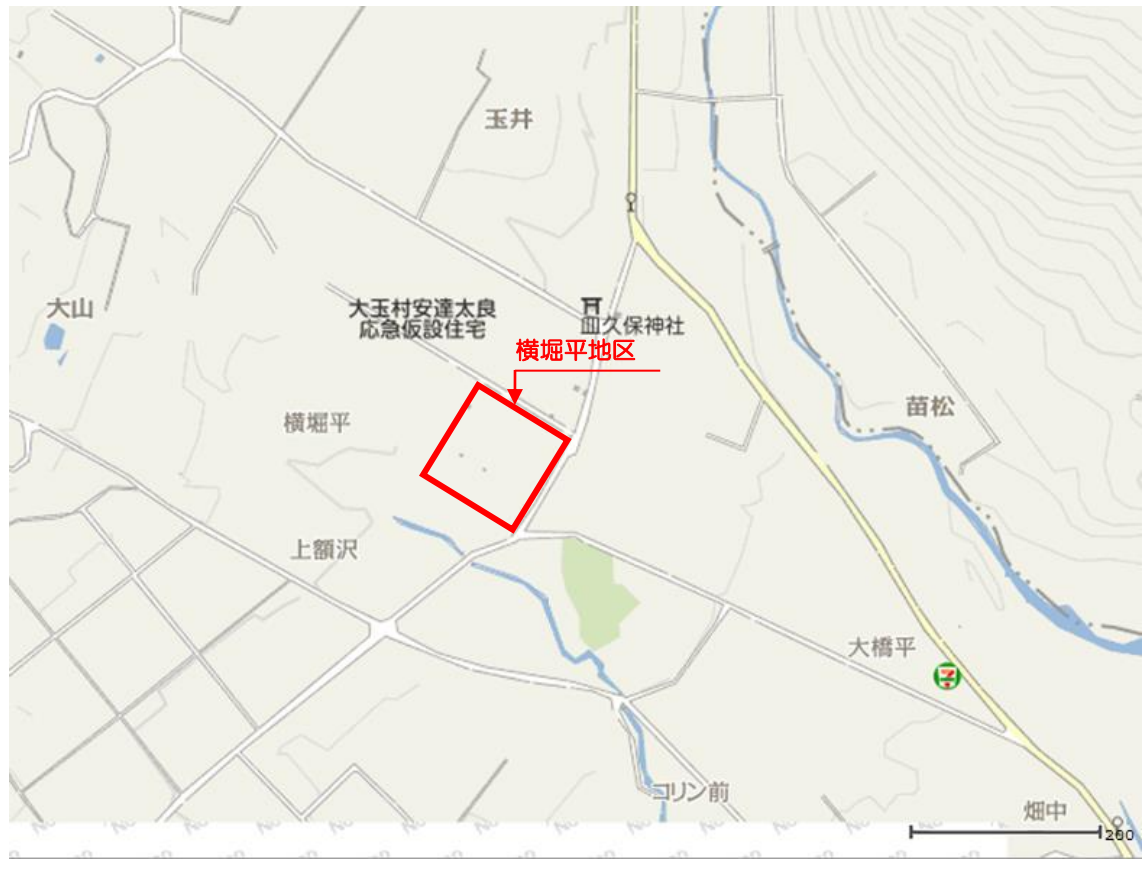 玉井
大山
大玉村安達太良
応急仮設住宅
皿久保神社
横堀平地区
横堀平
苗松
上額沢
大橋平
コリン前
畑中
200